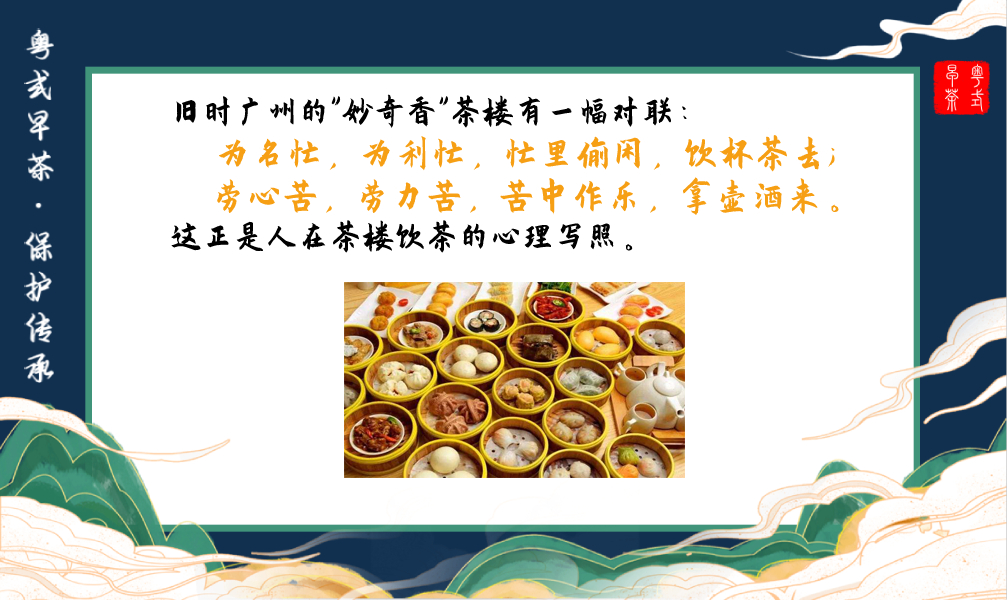 粤式早茶·保护传承
粤式
早茶
旧时广州的"妙奇香"茶楼有一幅对联：
为名忙，为利忙，忙里偷闲，饮杯茶去；
劳心苦，劳力苦，苦中作乐，拿壶酒来。
这正是人在茶楼饮茶的心理写照。